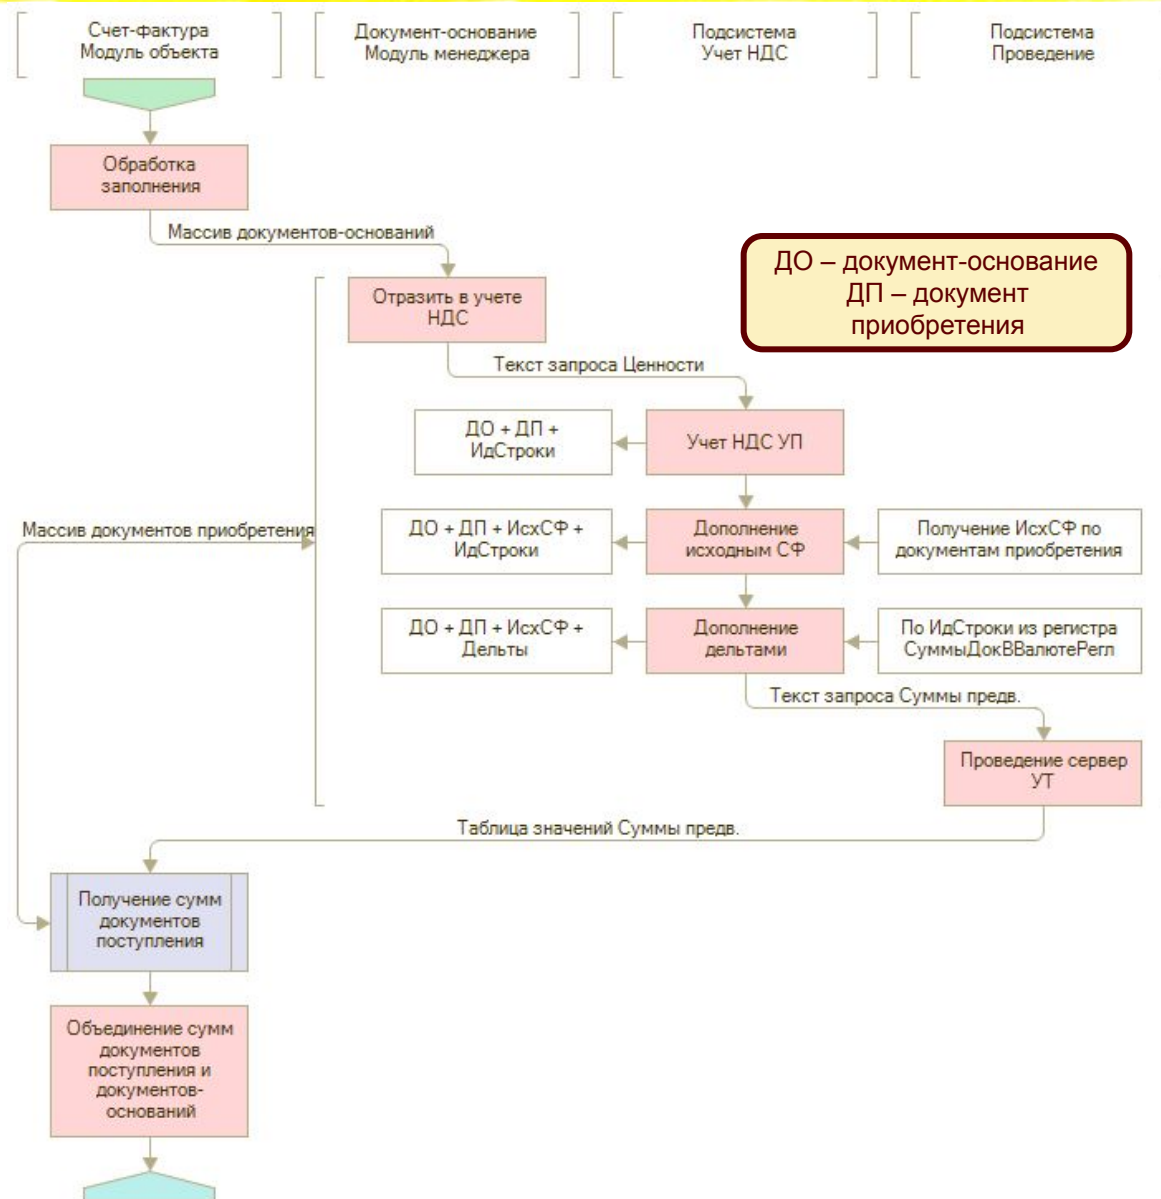 Счет-фактура
Модуль объекта
Документ-основание
Модуль менеджера
Подсистема
Учет НДС
Подсистема
Проведение
Обработка
заполнения
Массив документов-оснований
ДО – документ-основание
ДП – документ
приобретения
Отразить в учете
НДС
Текст запроса Ценности
ДО + ДП +
ИдСтроки
Учет НДС УП
Массив документов приобретения
ДО + ДП + ИсхСФ +
ИдСтроки
Дополнение
исходным СФ
Получение ИсхСФ по
документам приобретения
ДО + ДП + ИсхСФ +
Дельты
Дополнение
дельтами
По ИдСтроки из регистра
СуммыДокВВалютеРегл
Текст запроса Суммы предв.
Проведение сервер
УТ
Таблица значений Суммы предв.
Получение сумм
документов
поступления
Объединение сумм
документов
поступления и
документов-
оснований